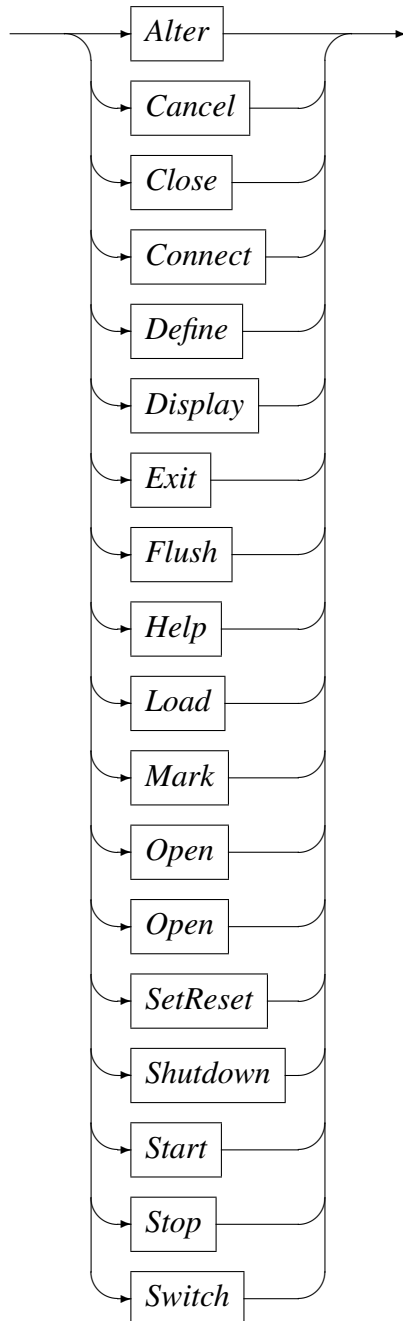 Alter
Cancel
Close
Connect
Define
Display
Exit
Flush
Help
Load
Mark
Open
Open
SetReset
Shutdown
Start
Stop
Switch